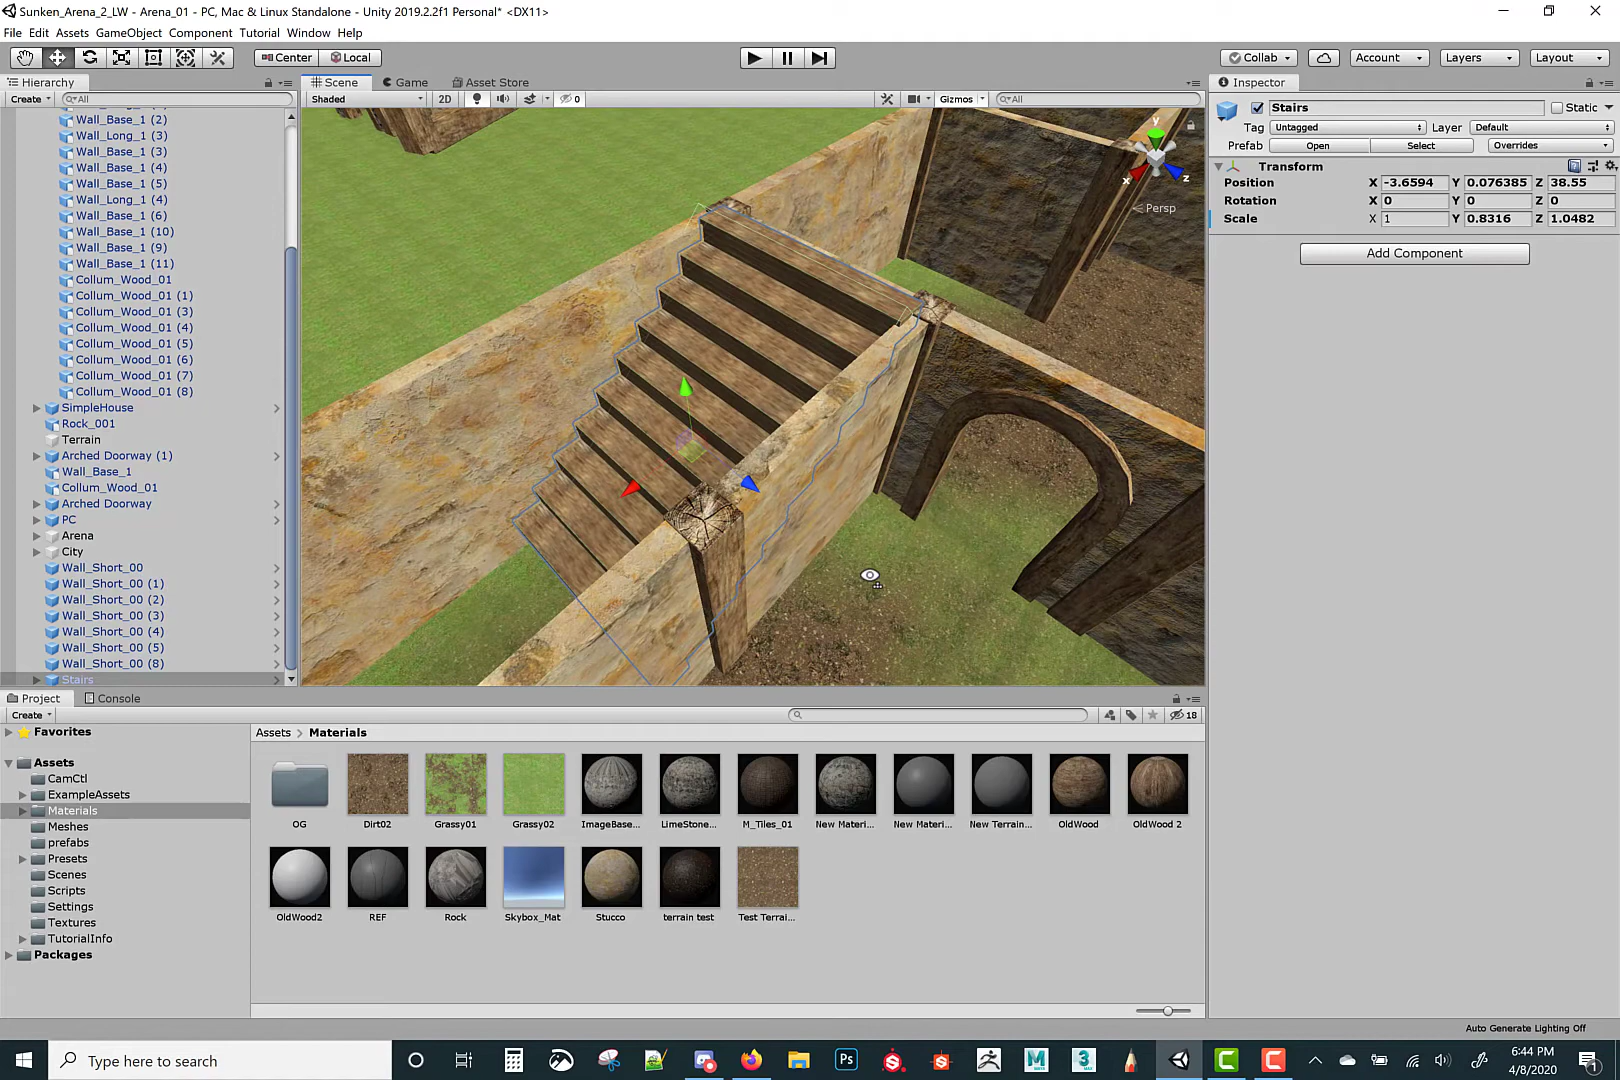 Sunken_Arena_2_LW - Arena_01 - PC, Mac & Linux Standalone - Unity 2019.2.2f1 Personal* <DX11>
File Edit Assets GameObject Component Tutorial Window Help
Center Local Collab Account Layers Layout
Hierarchy Scene Game Asset Store Inspector
Create All Shaded 2D 0 Gizmos All
Wall_Base_1 (2)
Wall_Long_1 (3)
Wall_Base_1 (3)
Wall_Base_1 (4)
Wall_Base_1 (5)
Wall_Long_1 (4)
Wall_Base_1 (6)
Wall_Base_1 (10)
Wall_Base_1 (9)
Wall_Base_1 (11)
Collum_Wood_01
Collum_Wood_01 (1)
Collum_Wood_01 (3)
Collum_Wood_01 (4)
Collum_Wood_01 (5)
Collum_Wood_01 (6)
Collum_Wood_01 (7)
Collum_Wood_01 (8)
SimpleHouse
Rock_001
Terrain
Arched Doorway (1)
Wall_Base_1
Collum_Wood_01
Arched Doorway
PC
Arena
City
Wall_Short_00
Wall_Short_00 (1)
Wall_Short_00 (2)
Wall_Short_00 (3)
Wall_Short_00 (4)
Wall_Short_00 (5)
Wall_Short_00 (8)
Stairs
y
x z
Persp
Stairs Static
Tag Untagged Layer Default
Prefab Open Select Overrides
Transform
Position X -3.6594 Y 0.076385 Z 38.55
Rotation X 0 Y 0 Z 0
Scale X 1 Y 0.8316 Z 1.0482
Add Component
Project Console
Create 18
Favorites
Assets
CamCtl
ExampleAssets
Materials
Meshes
prefabs
Presets
Scenes
Scripts
Settings
Textures
TutorialInfo
Packages
Assets > Materials
OG Dirt02 Grassy01 Grassy02 ImageBase... LimeStone... M_Tiles_01 New Materi... New Materi... New Terrain... OldWood OldWood 2
OldWood2 REF Rock Skybox_Mat Stucco terrain test Test Terrai...
Auto Generate Lighting Off
Type here to search
Ps
M
3
6:44 PM
4/8/2020
1